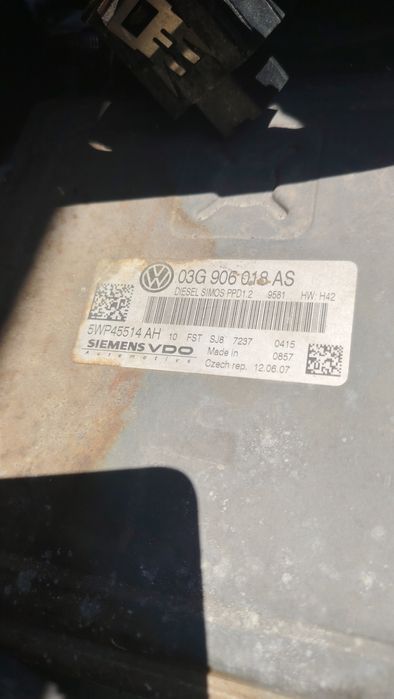 03G 906 018 AS
DIESEL SIMOS PPD1.2 9581 HW: H42
5WP45514 AH 10 FST SJ8 7237 0415
SIEMENS VDO Made in 0857
Automotive Czech rep. 12.06.07